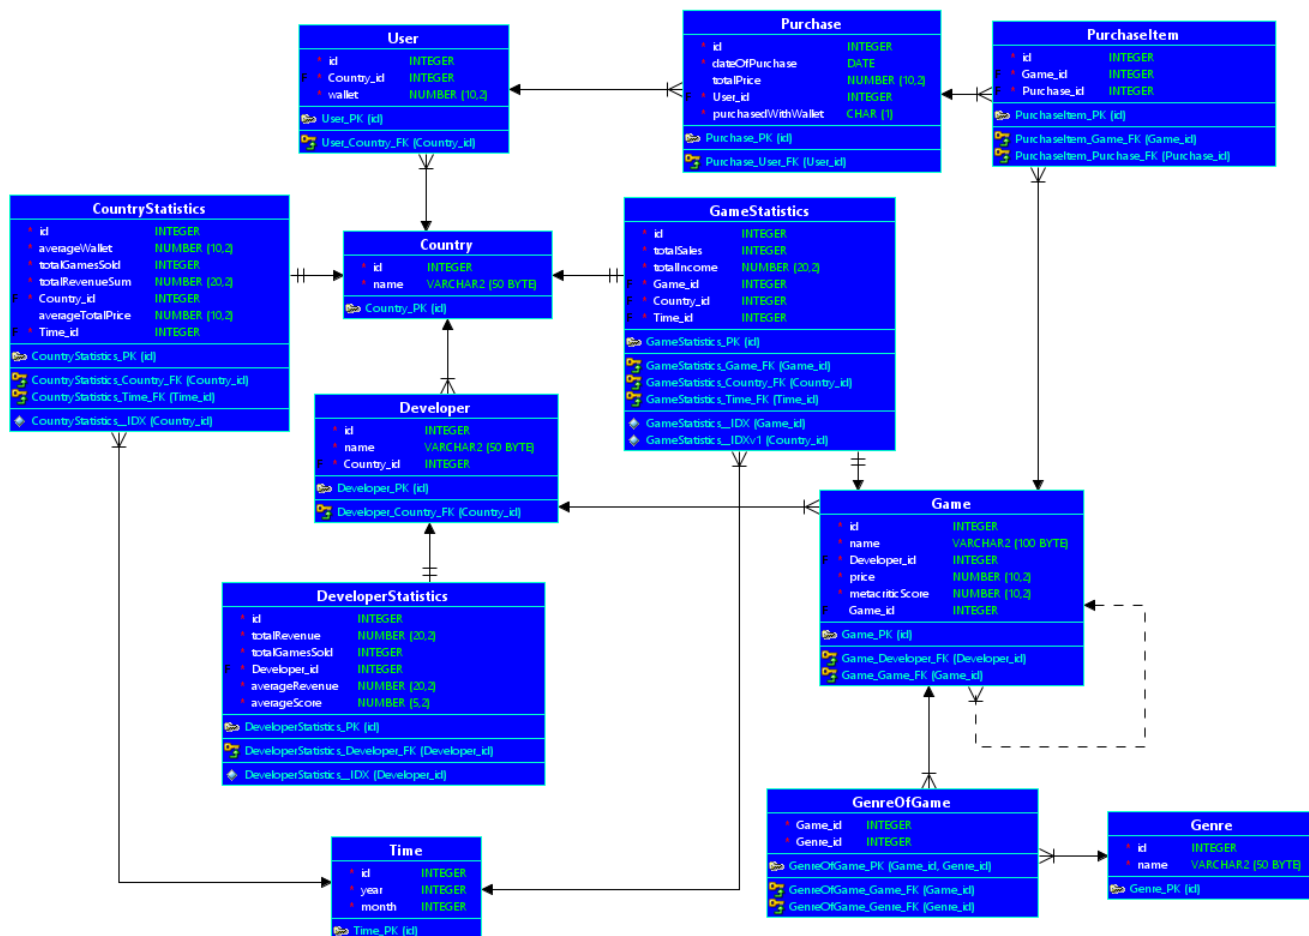 User
* id INTEGER
F * Country_id INTEGER
* wallet NUMBER (10,2)
User_PK (id)
User_Country_FK (Country_id)
Purchase
* id INTEGER
* dateOfPurchase DATE
totalPrice NUMBER (10,2)
F * User_id INTEGER
* purchasedWithWallet CHAR (1)
Purchase_PK (id)
Purchase_User_FK (User_id)
PurchaseItem
* id INTEGER
F * Game_id INTEGER
F * Purchase_id INTEGER
PurchaseItem_PK (id)
PurchaseItem_Game_FK (Game_id)
PurchaseItem_Purchase_FK (Purchase_id)
CountryStatistics
* id INTEGER
* averageWallet NUMBER (10,2)
* totalGamesSold INTEGER
* totalRevenueSum NUMBER (20,2)
F * Country_id INTEGER
averageTotalPrice NUMBER (10,2)
F * Time_id INTEGER
CountryStatistics_PK (id)
CountryStatistics_Country_FK (Country_id)
CountryStatistics_Time_FK (Time_id)
CountryStatistics__IDX (Country_id)
Country
* id INTEGER
* name VARCHAR2 (50 BYTE)
Country_PK (id)
GameStatistics
* id INTEGER
* totalSales INTEGER
* totalIncome NUMBER (20,2)
F * Game_id INTEGER
F * Country_id INTEGER
F * Time_id INTEGER
GameStatistics_PK (id)
GameStatistics_Game_FK (Game_id)
GameStatistics_Country_FK (Country_id)
GameStatistics_Time_FK (Time_id)
GameStatistics__IDX (Game_id)
GameStatistics__IDXv1 (Country_id)
Developer
* id INTEGER
* name VARCHAR2 (50 BYTE)
F * Country_id INTEGER
Developer_PK (id)
Developer_Country_FK (Country_id)
Game
* id INTEGER
* name VARCHAR2 (100 BYTE)
F * Developer_id INTEGER
* price NUMBER (10,2)
* metacriticScore NUMBER (10,2)
F Game_id INTEGER
Game_PK (id)
Game_Developer_FK (Developer_id)
Game_Game_FK (Game_id)
DeveloperStatistics
* id INTEGER
* totalRevenue NUMBER (20,2)
* totalGamesSold INTEGER
F * Developer_id INTEGER
* averageRevenue NUMBER (20,2)
* averageScore NUMBER (5,2)
DeveloperStatistics_PK (id)
DeveloperStatistics_Developer_FK (Developer_id)
DeveloperStatistics__IDX (Developer_id)
GenreOfGame
* Game_id INTEGER
* Genre_id INTEGER
GenreOfGame_PK (Game_id, Genre_id)
GenreOfGame_Game_FK (Game_id)
GenreOfGame_Genre_FK (Genre_id)
Genre
* id INTEGER
* name VARCHAR2 (50 BYTE)
Genre_PK (id)
Time
* id INTEGER
* year INTEGER
* month INTEGER
Time_PK (id)